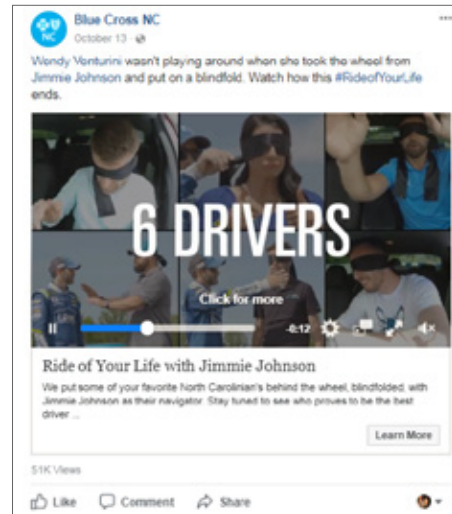 Blue Cross NC
October 13 ·
Wendy Venturini wasn't playing around when she took the wheel from
Jimmie Johnson and put on a blindfold. Watch how this #RideofYourLife
ends.
6 DRIVERS
Click for more
-0:12
Ride of Your Life with Jimmie Johnson
We put some of your favorite North Carolinian's behind the wheel, blindfolded, with
Jimmie Johnson as their navigator. Stay tuned to see who proves to be the best
driver ...
Learn More
51K Views
Like Comment Share